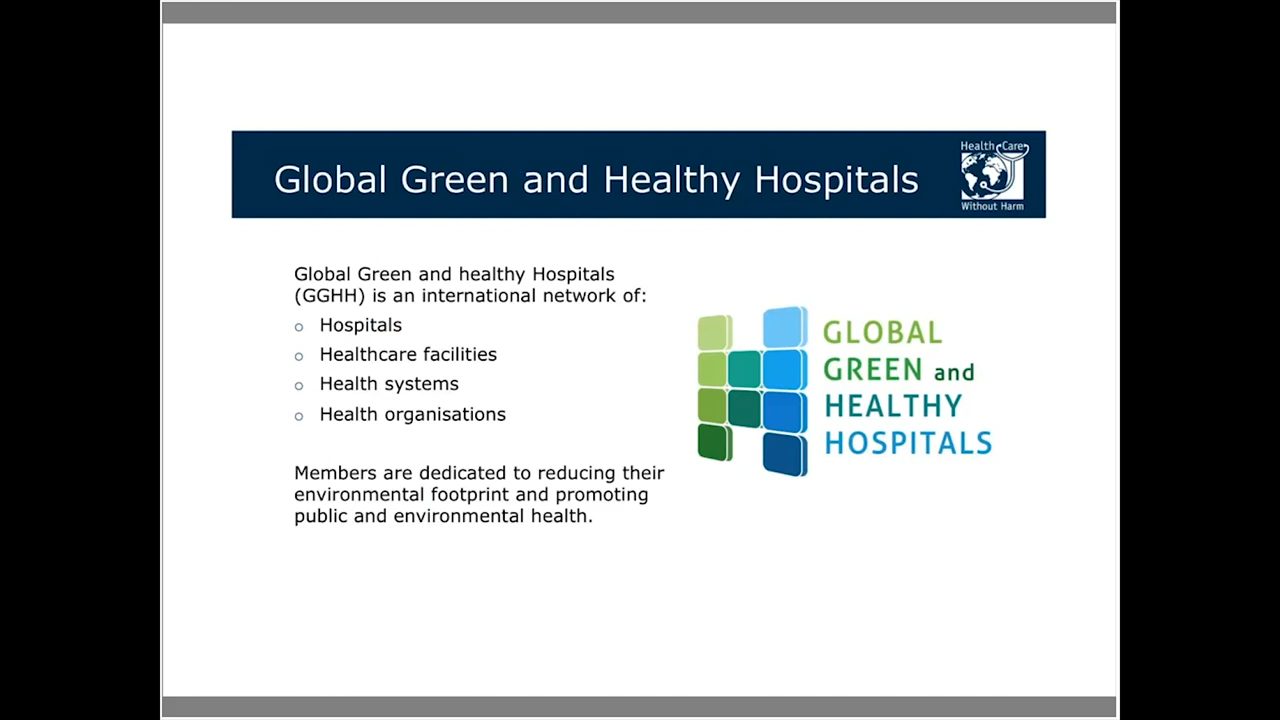 Global Green and Healthy Hospitals
Health Care
Without Harm
Global Green and healthy Hospitals
(GGHH) is an international network of:
Hospitals
Healthcare facilities
Health systems
Health organisations
Members are dedicated to reducing their
environmental footprint and promoting
public and environmental health.
GLOBAL
GREEN and
HEALTHY
HOSPITALS